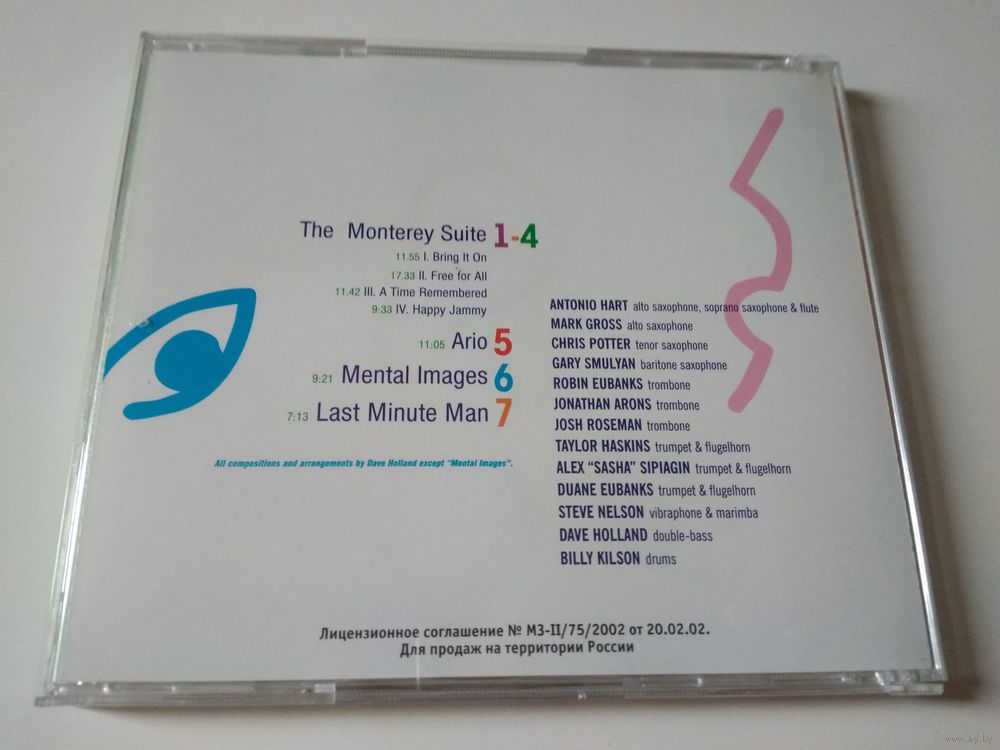 The Monterey Suite 1-4
11.55 I. Bring It On
17.33 II. Free for All
11.42 III. A Time Remembered
9:33 IV. Happy Jammy
11:05 Ario 5
9:21 Mental Images 6
7:13 Last Minute Man 7
All compositions and arrangements by Dave Holland except "Mental Images".
ANTONIO HART alto saxophone, soprano saxophone & flute
MARK GROSS alto saxophone
CHRIS POTTER tenor saxophone
GARY SMULYAN baritone saxophone
ROBIN EUBANKS trombone
JONATHAN ARONS trombone
JOSH ROSEMAN trombone
TAYLOR HASKINS trumpet & flugelhorn
ALEX "SASHA" SIPIAGIN trumpet & flugelhorn
DUANE EUBANKS trumpet & flugelhorn
STEVE NELSON vibraphone & marimba
DAVE HOLLAND double-bass
BILLY KILSON drums
Лицензионное соглашение № МЗ-II/75/2002 от 20.02.02.
Для продаж на территории России
www.ay.by